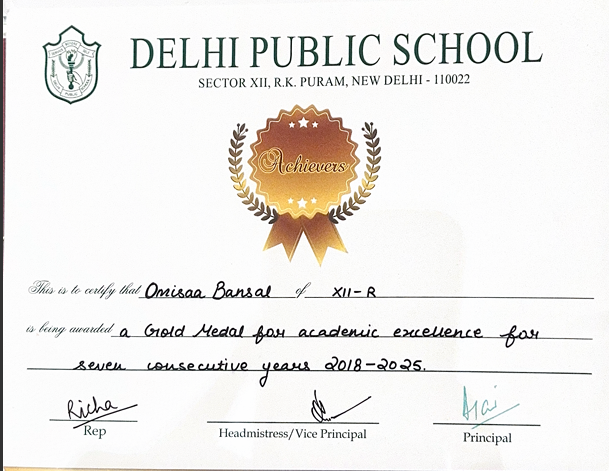 DELHI PUBLIC SCHOOL
SECTOR XII, R.K. PURAM, NEW DELHI - 110022
Achievers
This is to certify that Omisaa Bansal of XII-R
is being awarded a Gold Medal for academic excellence for
seven consecutive years 2018-2025.
Richa
Rep
Headmistress/Vice Principal
Principal